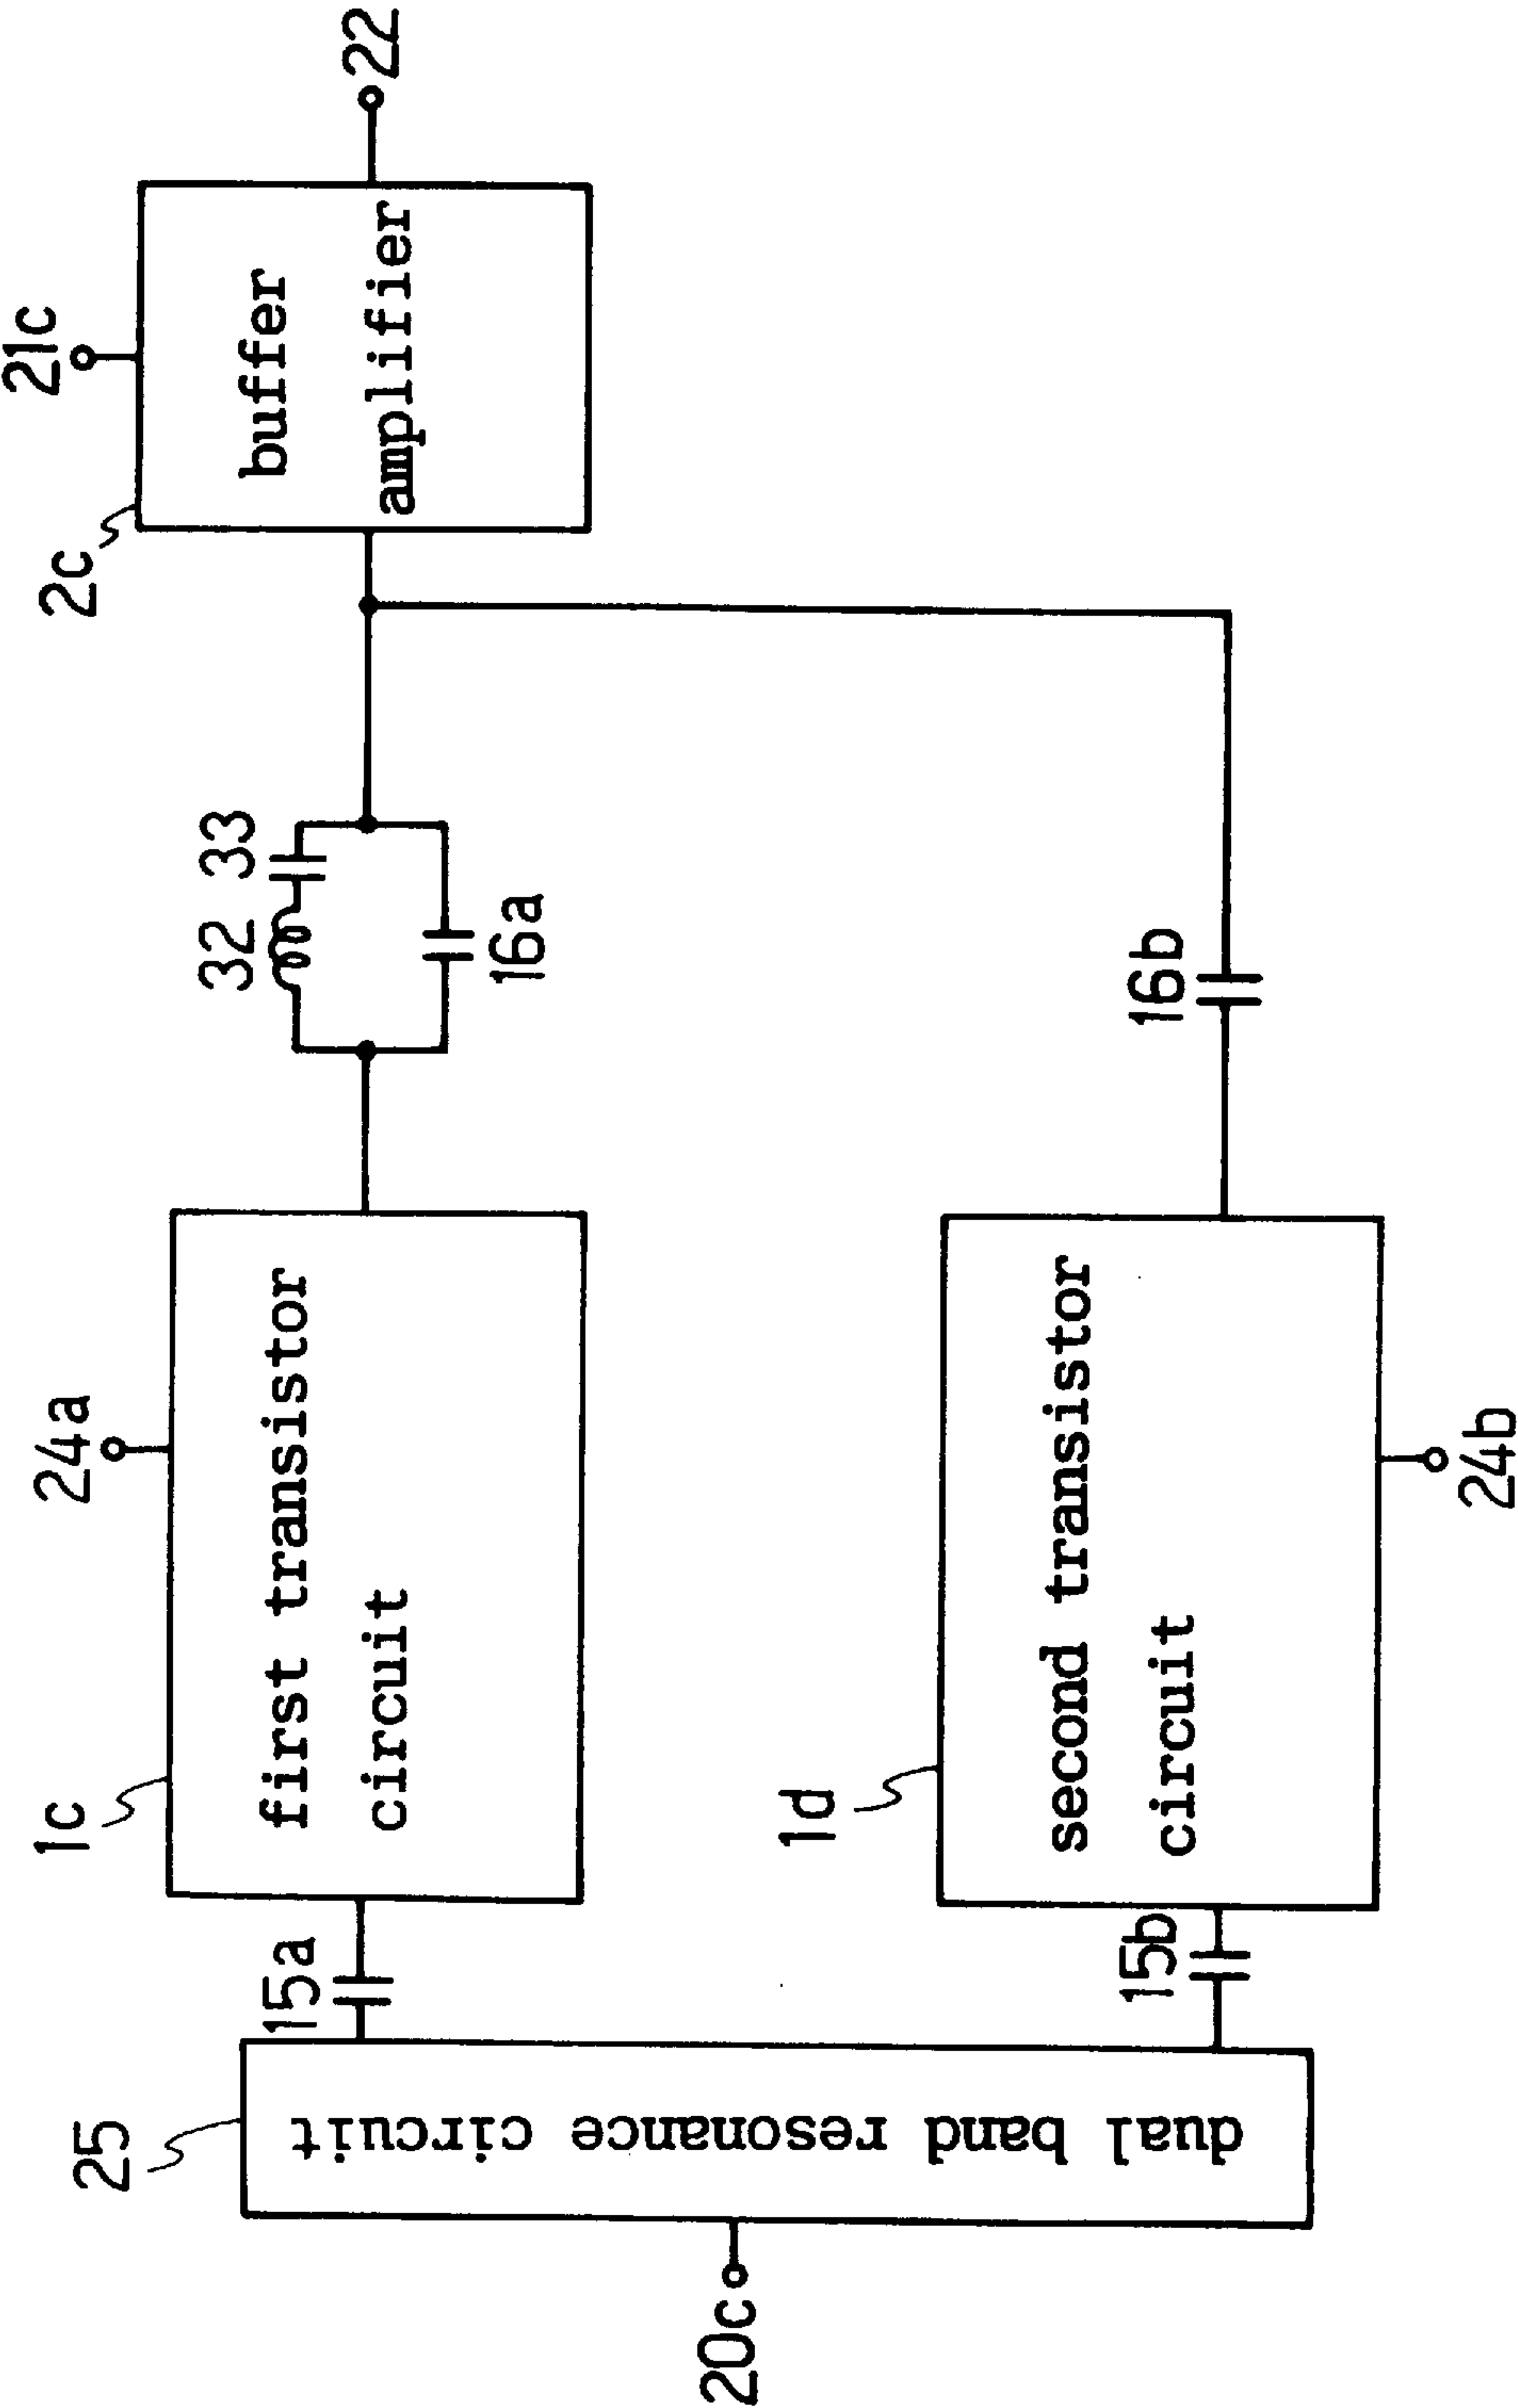 25
20c
dual band resonance circuit
15a
15b
1c
24a
first transistor
circuit
1d
second transistor
circuit
24b
32
33
16a
16b
2c
21c
buffer
amplifier
22